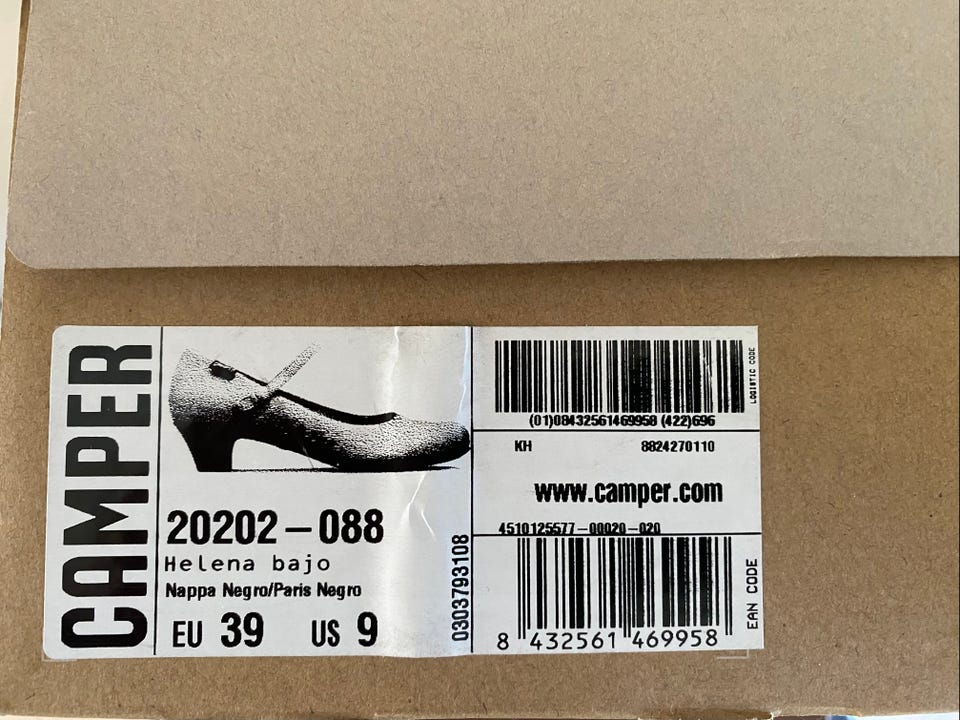 CAMPER
20202-088
Helena bajo
Nappa Negro/Paris Negro
EU 39 US 9
0303793108
LOGISTIC CODE
(01)08432561469958 (422)696
KH 8824270110
www.camper.com
4510125577-00020-020
EAN CODE
8 432561 469958